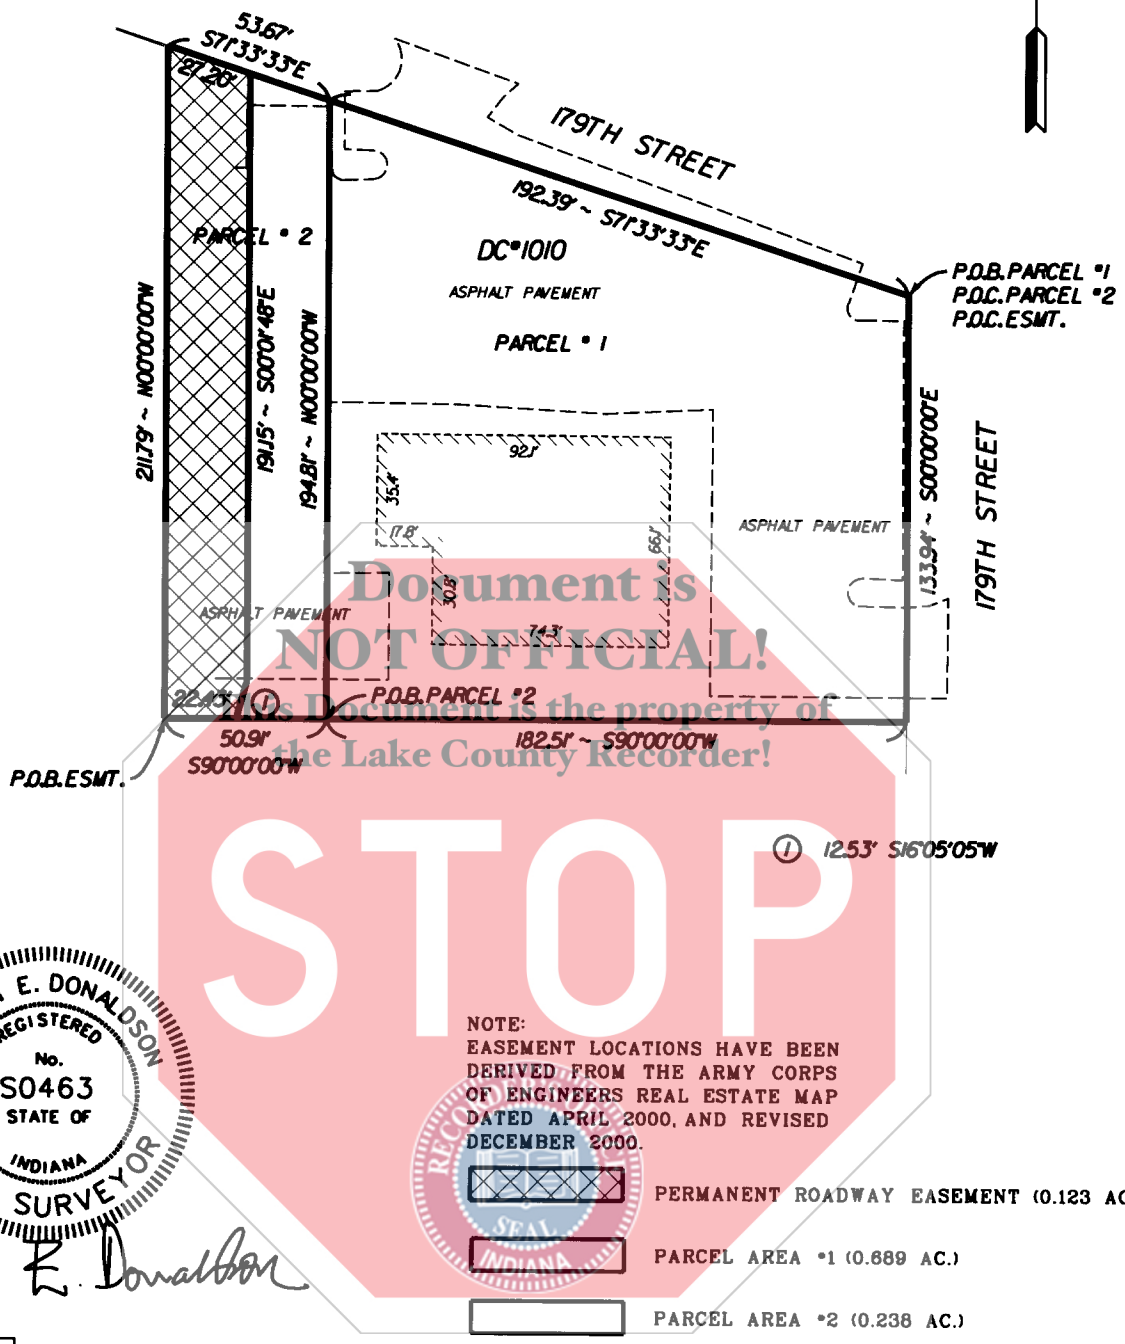 53.67'
S71°33'33"E
27.20'
179TH STREET
192.39' ~ S71°33'33"E
PARCEL # 2
DC#1010
ASPHALT PAVEMENT
PARCEL # 1
P.O.B. PARCEL #1
P.O.C. PARCEL #2
P.O.C. ESMT.
211.79' ~ N00°00'00"W
191.15' ~ S00°01'48"E
194.81' ~ N00°00'00"W
92.1'
35.4'
17.8'
30.8'
66.1'
74.3'
ASPHALT PAVEMENT
133.94' ~ S00°00'00"E
179TH STREET
ASPHALT PAVEMENT
22.45'
1
P.O.B. PARCEL #2
50.91'
S90°00'00"W
182.51' ~ S90°00'00"W
P.O.B. ESMT.
Document is
NOT OFFICIAL!
This Document is the property of
the Lake County Recorder!
STOP
1 12.53' S16°05'05"W
E. DONALDSON
REGISTERED
No.
S0463
STATE OF
INDIANA
SURVEYOR
E. Donaldson
NOTE:
EASEMENT LOCATIONS HAVE BEEN
DERIVED FROM THE ARMY CORPS
OF ENGINEERS REAL ESTATE MAP
DATED APRIL 2000, AND REVISED
DECEMBER 2000.
SEAL
INDIANA
PERMANENT ROADWAY EASEMENT (0.123 AC
PARCEL AREA #1 (0.689 AC.)
PARCEL AREA #2 (0.238 AC.)